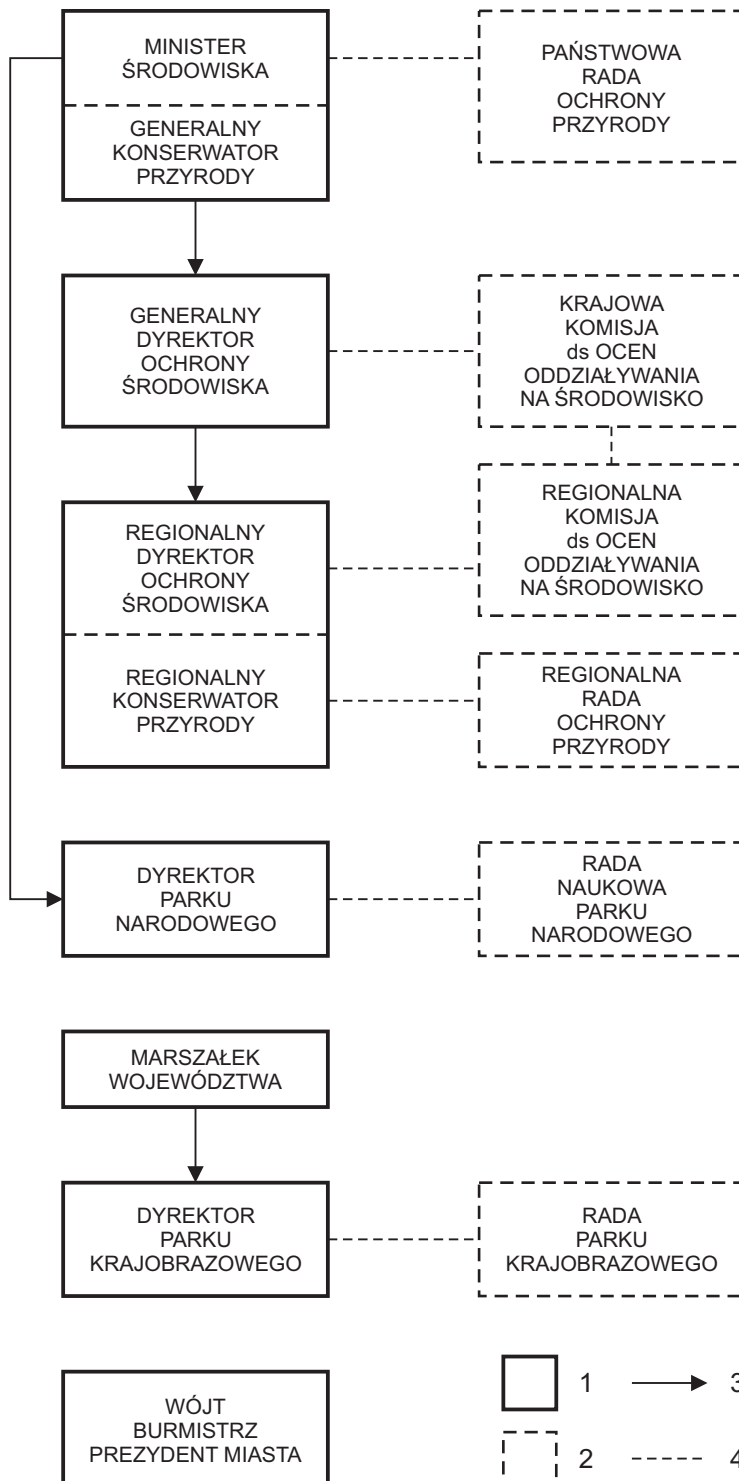 MINISTER
ŚRODOWISKA
GENERALNY
KONSERWATOR
PRZYRODY
PAŃSTWOWA
RADA
OCHRONY
PRZYRODY
GENERALNY
DYREKTOR
OCHRONY
ŚRODOWISKA
KRAJOWA
KOMISJA
ds OCEN
ODDZIAŁYWANIA
NA ŚRODOWISKO
REGIONALNY
DYREKTOR
OCHRONY
ŚRODOWISKA
REGIONALNA
KOMISJA
ds OCEN
ODDZIAŁYWANIA
NA ŚRODOWISKO
REGIONALNY
KONSERWATOR
PRZYRODY
REGIONALNA
RADA
OCHRONY
PRZYRODY
DYREKTOR
PARKU
NARODOWEGO
RADA
NAUKOWA
PARKU
NARODOWEGO
MARSZAŁEK
WOJEWÓDZTWA
DYREKTOR
PARKU
KRAJOBRAZOWEGO
RADA
PARKU
KRAJOBRAZOWEGO
WÓJT
BURMISTRZ
PREZYDENT MIASTA
1 3
2 4